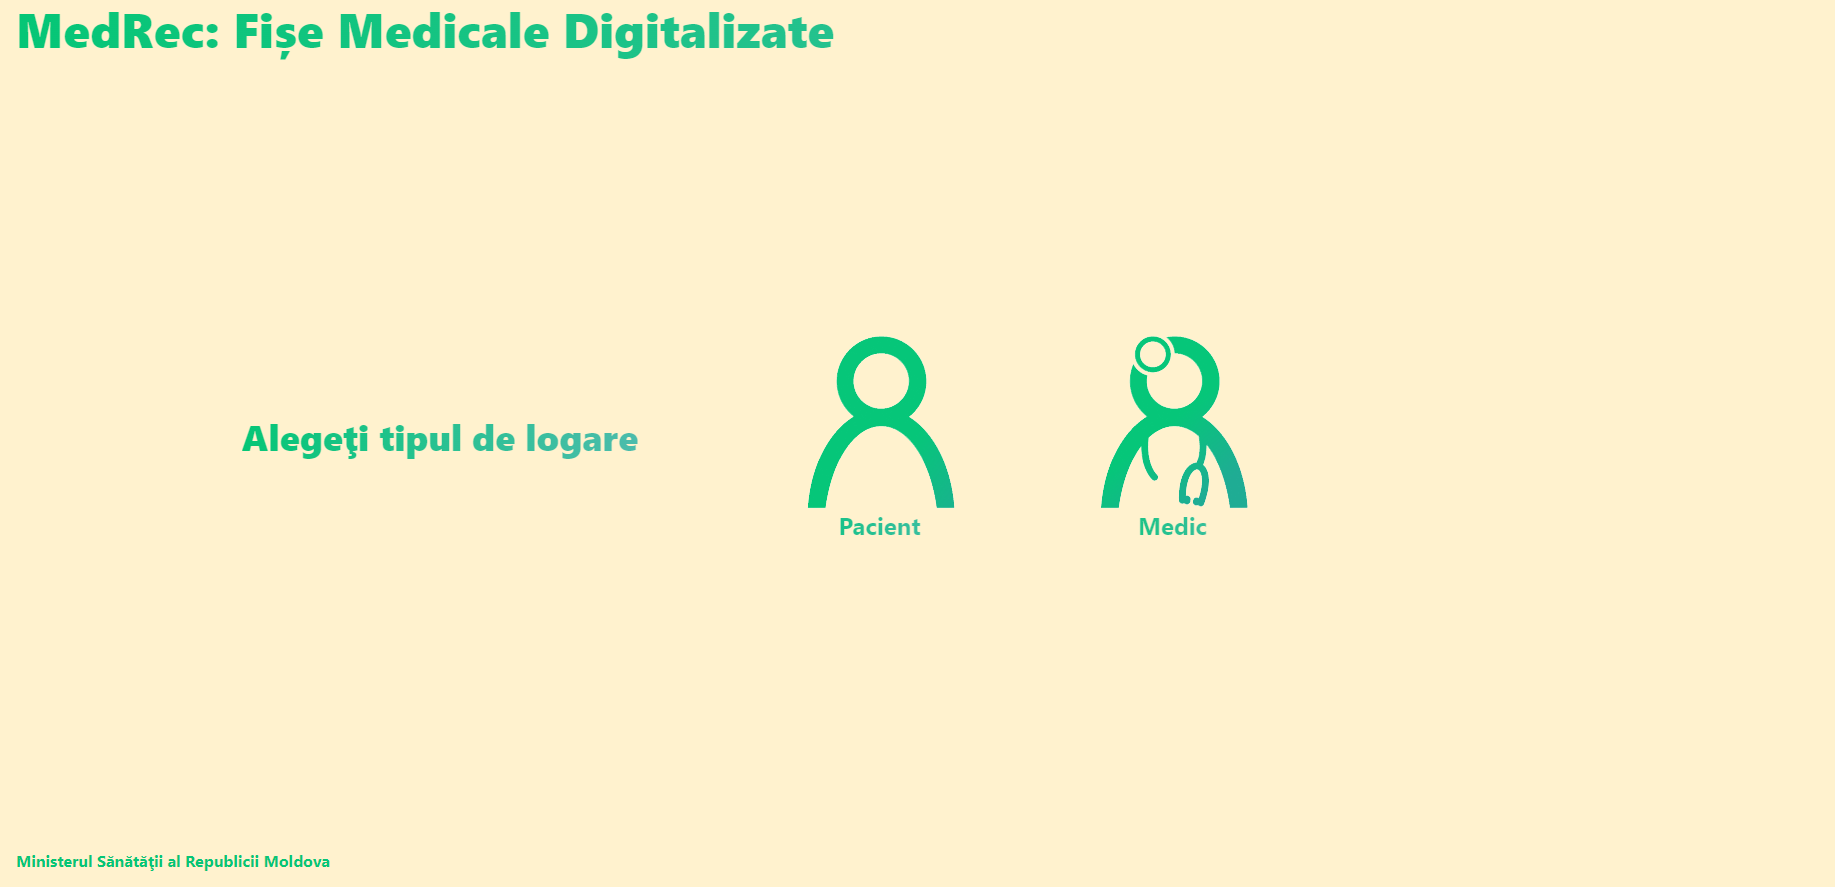 MedRec: Fișe Medicale Digitalizate
Alegeţi tipul de logare
Pacient
Medic
Ministerul Sănătăţii al Republicii Moldova